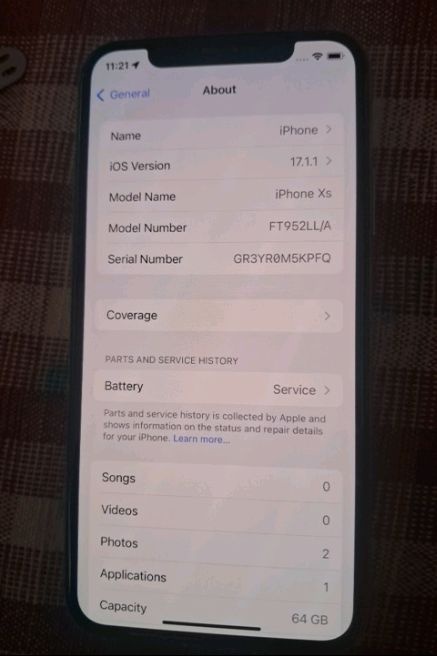 11:21
General
About
Name iPhone
iOS Version 17.1.1
Model Name iPhone Xs
Model Number FT952LL/A
Serial Number GR3YR0M5KPFQ
Coverage
PARTS AND SERVICE HISTORY
Battery Service
Parts and service history is collected by Apple and
shows information on the status and repair details
for your iPhone. Learn more...
Songs 0
Videos 0
Photos 2
Applications 1
Capacity 64 GB